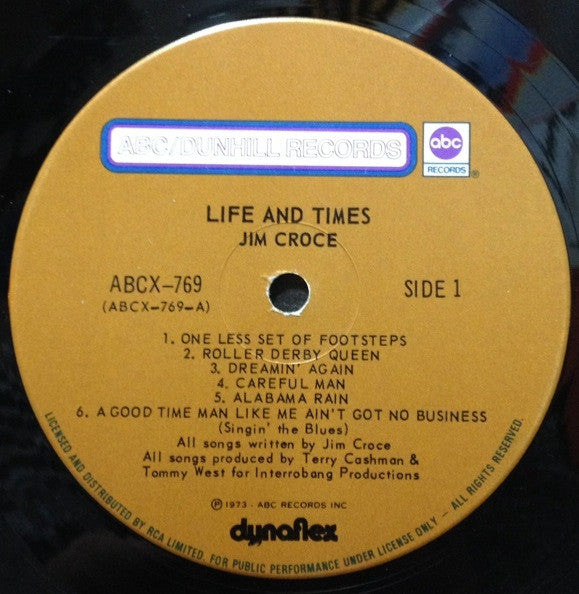 ABC/DUNHILL RECORDS
abc
RECORDS
®
LIFE AND TIMES
JIM CROCE
ABCX-769
(ABCX-769-A)
SIDE 1
1. ONE LESS SET OF FOOTSTEPS
2. ROLLER DERBY QUEEN
3. DREAMIN' AGAIN
4. CAREFUL MAN
5. ALABAMA RAIN
6. A GOOD TIME MAN LIKE ME AIN'T GOT NO BUSINESS
(Singin' the Blues)
All songs written by Jim Croce
All songs produced by Terry Cashman &
Tommy West for Interrobang Productions
Ⓟ1973 - ABC RECORDS INC
dynaflex
LICENSED AND DISTRIBUTED BY RCA LIMITED. FOR PUBLIC PERFORMANCE UNDER LICENSE ONLY - ALL RIGHTS RESERVED.